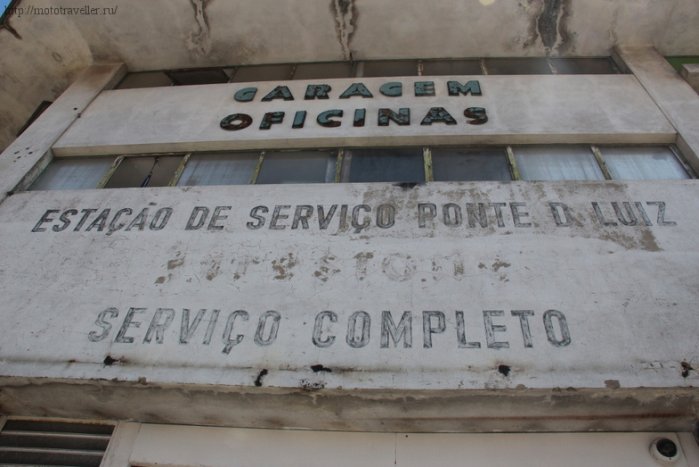 http://mototraveller.ru/
GARAGEM
OFICINAS
ESTAÇÃO DE SERVIÇO PONTE D. LUIZ
SERVIÇO COMPLETO